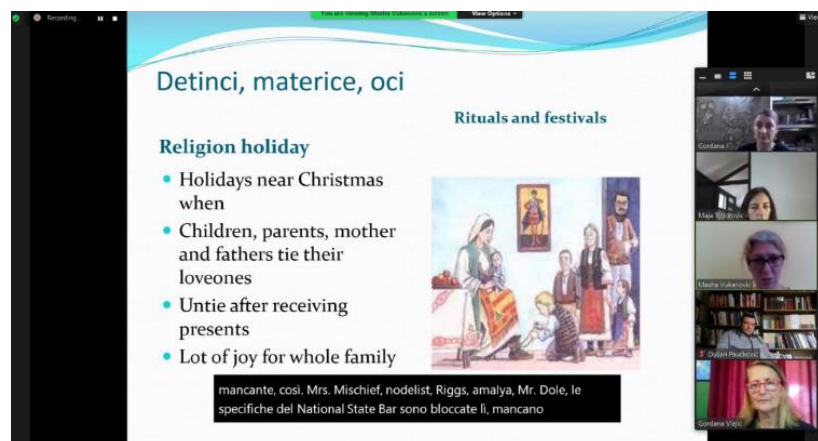 Recording...
You are viewing Masha Vukanovic's screen
View Options
Detinci, materice, oci
Rituals and festivals
Religion holiday
Holidays near Christmas
when
Children, parents, mother
and fathers tie their
loveones
Untie after receiving
presents
Lot of joy for whole family
mancante, così. Mrs. Mischief, nodelist, Riggs, amalya, Mr. Dole, le
specifiche del National State Bar sono bloccate lì, mancano
Gordana
Maja
Masha Vukanovic
Dušan
Gordana